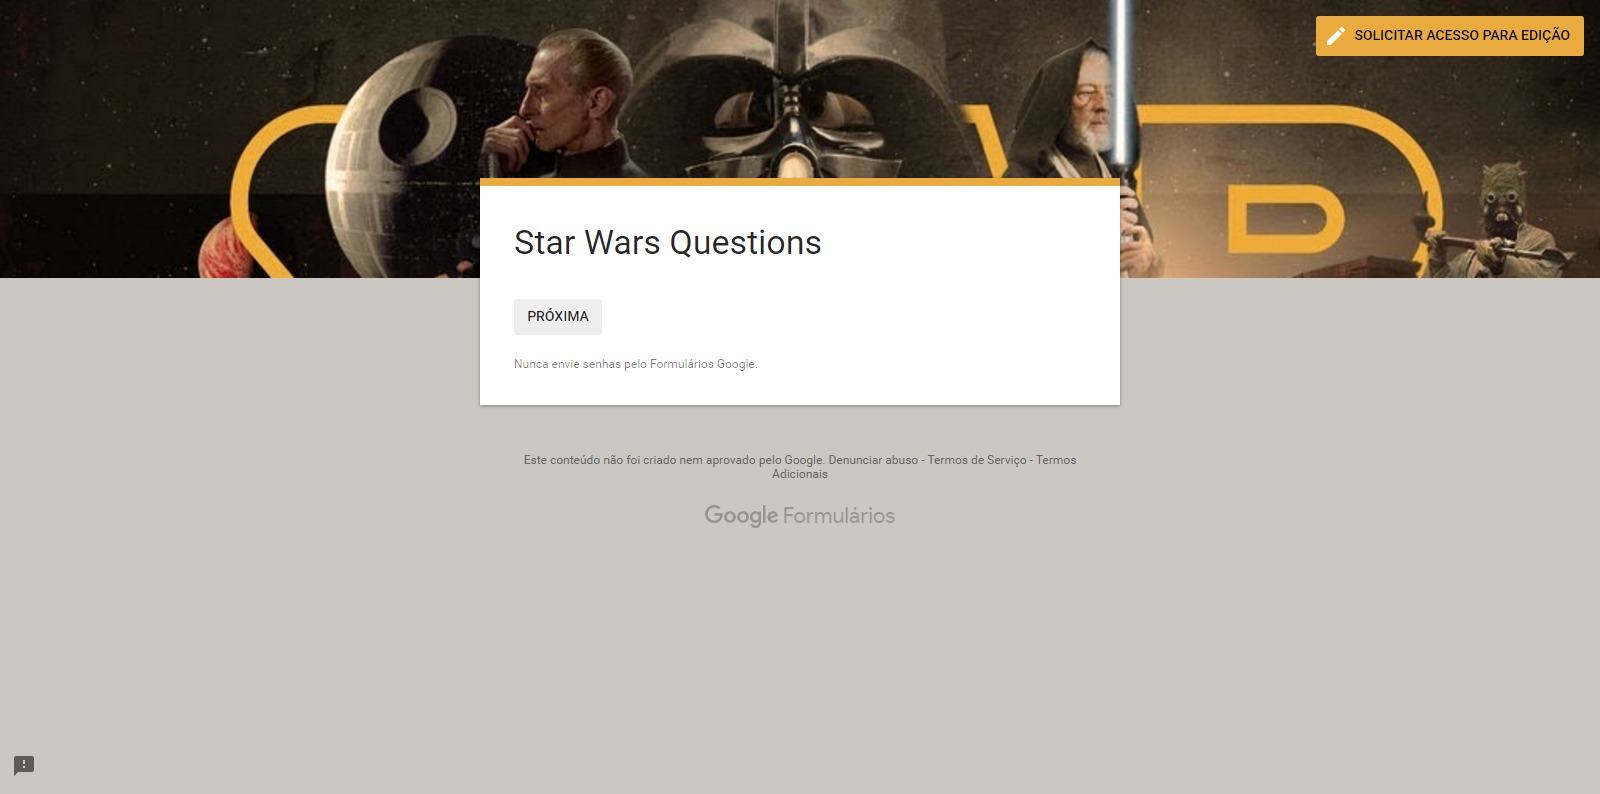 SOLICITAR ACESSO PARA EDIÇÃO
Star Wars Questions
PRÓXIMA
Nunca envie senhas pelo Formulários Google.
Este conteúdo não foi criado nem aprovado pelo Google. Denunciar abuso - Termos de Serviço - Termos
Adicionais
Google Formulários